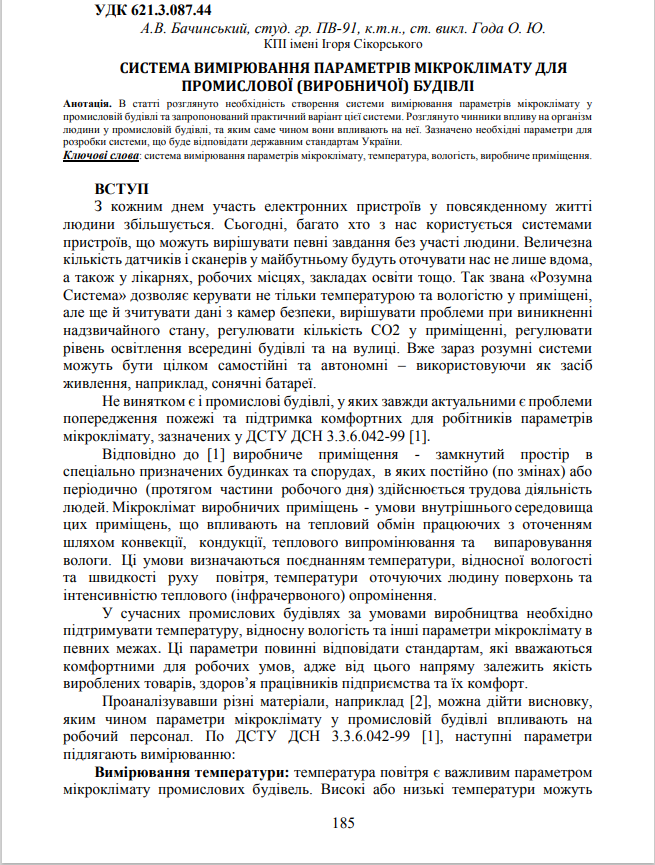 УДК 621.3.087.44
А.В. Бачинський, студ. гр. ПВ-91, к.т.н., ст. викл. Года О. Ю.
КПІ імені Ігоря Сікорського
СИСТЕМА ВИМІРЮВАННЯ ПАРАМЕТРІВ МІКРОКЛІМАТУ ДЛЯ
ПРОМИСЛОВОЇ (ВИРОБНИЧОЇ) БУДІВЛІ
Анотація. В статті розглянуто необхідність створення системи вимірювання параметрів мікроклімату у
промисловій будівлі та запропонований практичний варіант цієї системи. Розглянуто чинники впливу на організм
людини у промисловій будівлі, та яким саме чином вони впливають на неї. Зазначено необхідні параметри для
розробки системи, що буде відповідати державним стандартам України.
Ключові слова: система вимірювання параметрів мікроклімату, температура, вологість, виробниче приміщення.
ВСТУП
З кожним днем участь електронних пристроїв у повсякденному житті
людини збільшується. Сьогодні, багато хто з нас користується системами
пристроїв, що можуть вирішувати певні завдання без участі людини. Величезна
кількість датчиків і сканерів у майбутньому будуть оточувати нас не лише вдома,
а також у лікарнях, робочих місцях, закладах освіти тощо. Так звана «Розумна
Система» дозволяє керувати не тільки температурою та вологістю у приміщені,
але ще й зчитувати дані з камер безпеки, вирішувати проблеми при виникненні
надзвичайного стану, регулювати кількість СО2 у приміщенні, регулювати
рівень освітлення всередині будівлі та на вулиці. Вже зараз розумні системи
можуть бути цілком самостійні та автономні – використовуючи як засіб
живлення, наприклад, сонячні батареї.
Не винятком є і промислові будівлі, у яких завжди актуальними є проблеми
попередження пожежі та підтримка комфортних для робітників параметрів
мікроклімату, зазначених у ДСТУ ДСН 3.3.6.042-99 [1].
Відповідно до [1] виробниче приміщення - замкнутий простір в
спеціально призначених будинках та спорудах, в яких постійно (по змінах) або
періодично (протягом частини робочого дня) здійснюється трудова діяльність
людей. Мікроклімат виробничих приміщень - умови внутрішнього середовища
цих приміщень, що впливають на тепловий обмін працюючих з оточенням
шляхом конвекції, кондукції, теплового випромінювання та випаровування
вологи. Ці умови визначаються поєднанням температури, відносної вологості
та швидкості руху повітря, температури оточуючих людину поверхонь та
інтенсивністю теплового (інфрачервоного) опромінення.
У сучасних промислових будівлях за умовами виробництва необхідно
підтримувати температуру, відносну вологість та інші параметри мікроклімату в
певних межах. Ці параметри повинні відповідати стандартам, які вважаються
комфортними для робочих умов, адже від цього напряму залежить якість
вироблених товарів, здоров’я працівників підприємства та їх комфорт.
Проаналізувавши різні матеріали, наприклад [2], можна дійти висновку,
яким чином параметри мікроклімату у промисловій будівлі впливають на
робочий персонал. По ДСТУ ДСН 3.3.6.042-99 [1], наступні параметри
підлягають вимірюванню:
Вимірювання температури: температура повітря є важливим параметром
мікроклімату промислових будівель. Високі або низькі температури можуть
185